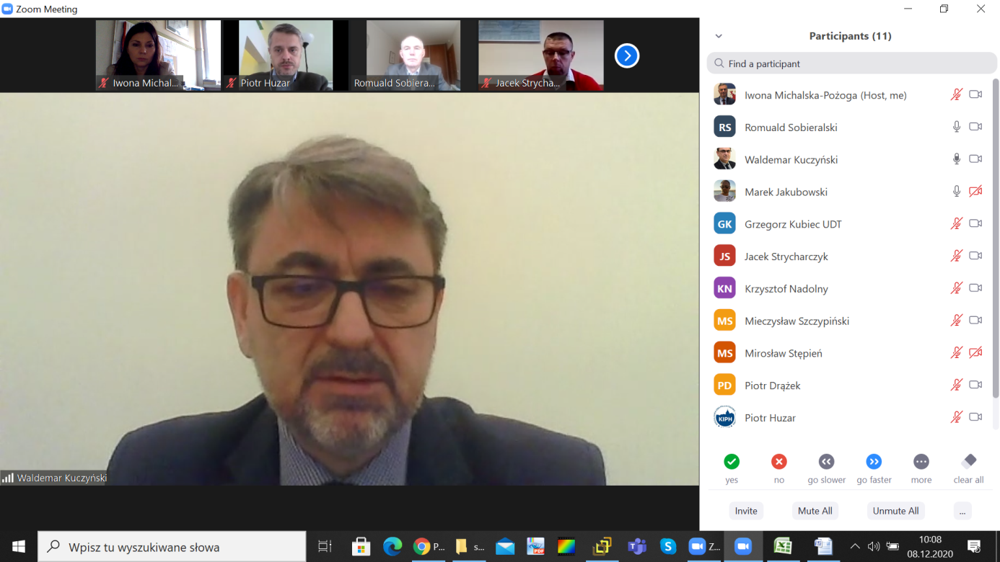 Zoom Meeting
Iwona Michal...
Piotr Huzar
Romuald Sobiera...
Jacek Strycha...
Waldemar Kuczyński
Participants (11)
Find a participant
Iwona Michalska-Pożoga (Host, me)
RS Romuald Sobieralski
Waldemar Kuczyński
Marek Jakubowski
GK Grzegorz Kubiec UDT
JS Jacek Strycharczyk
KN Krzysztof Nadolny
MS Mieczysław Szczypiński
MS Mirosław Stępień
PD Piotr Drążek
KIPH Piotr Huzar
yes no go slower go faster more clear all
Invite Mute All Unmute All ...
Wpisz tu wyszukiwane słowa
P... s... PDF S Z...
10:08
08.12.2020